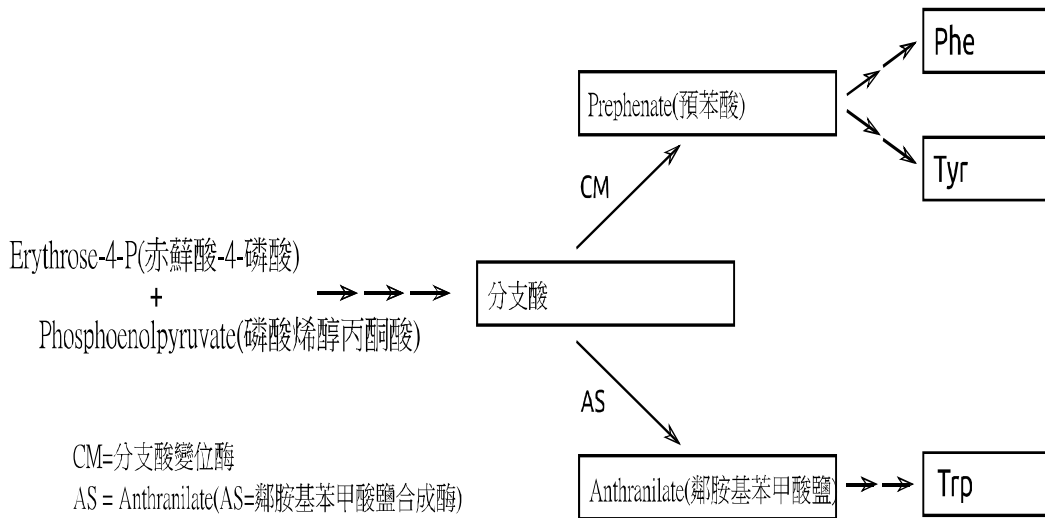 Phe
Prephenate(預苯酸)
Tyr
CM
Erythrose-4-P(赤蘚酸-4-磷酸)
+
Phosphoenolpyruvate(磷酸烯醇丙酮酸)
分支酸
AS
CM=分支酸變位酶
AS = Anthranilate(AS=鄰胺基苯甲酸鹽合成酶)
Anthranilate(鄰胺基苯甲酸鹽)
Trp